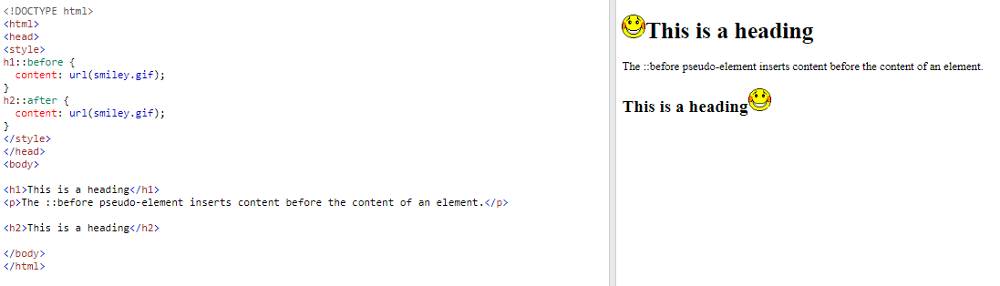 <!DOCTYPE html>
<html>
<head>
<style>
h1::before {
  content: url(smiley.gif);
}
h2::after {
  content: url(smiley.gif);
}
</style>
</head>
<body>

<h1>This is a heading</h1>
<p>The ::before pseudo-element inserts content before the content of an element.</p>

<h2>This is a heading</h2>

</body>
</html>
This is a heading
The ::before pseudo-element inserts content before the content of an element.
This is a heading